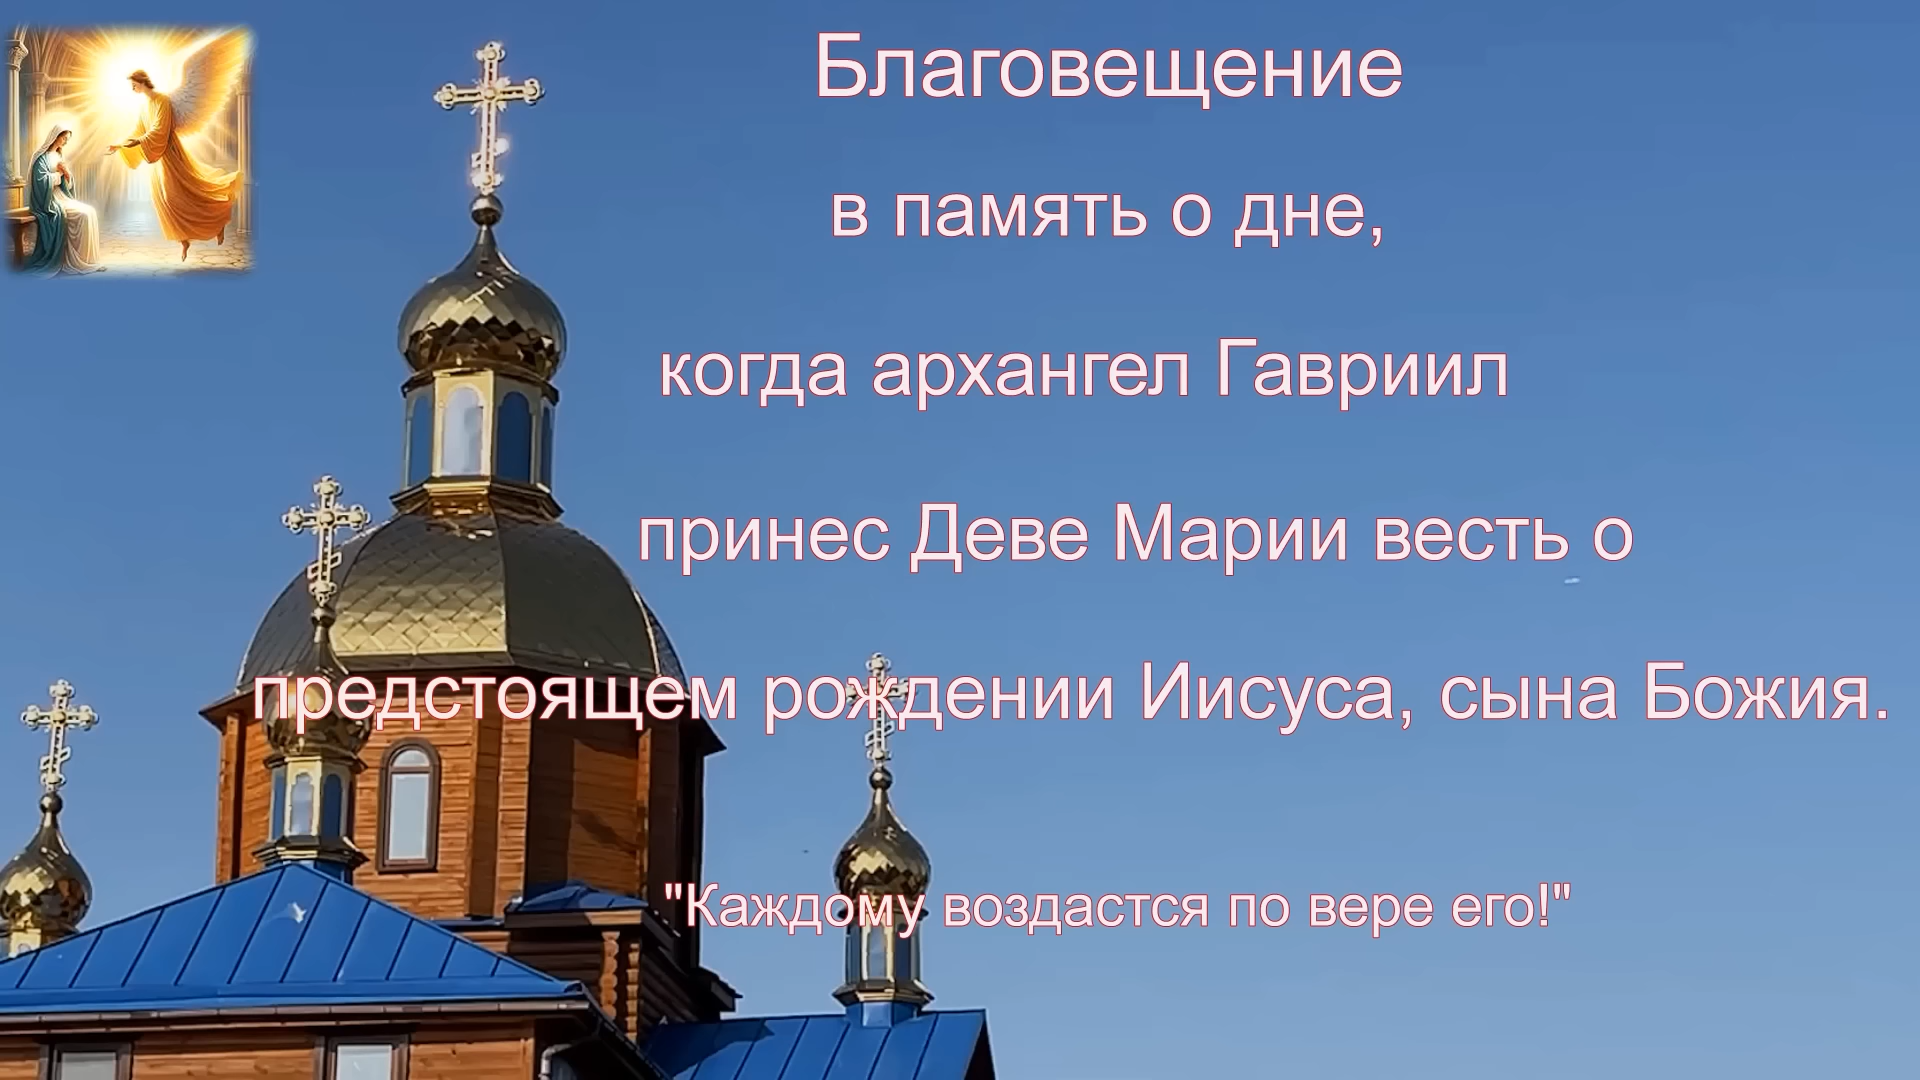 Благовещение
в память о дне,
когда архангел Гавриил
принес Деве Марии весть о
предстоящем рождении Иисуса, сына Божия.
"Каждому воздастся по вере его!"